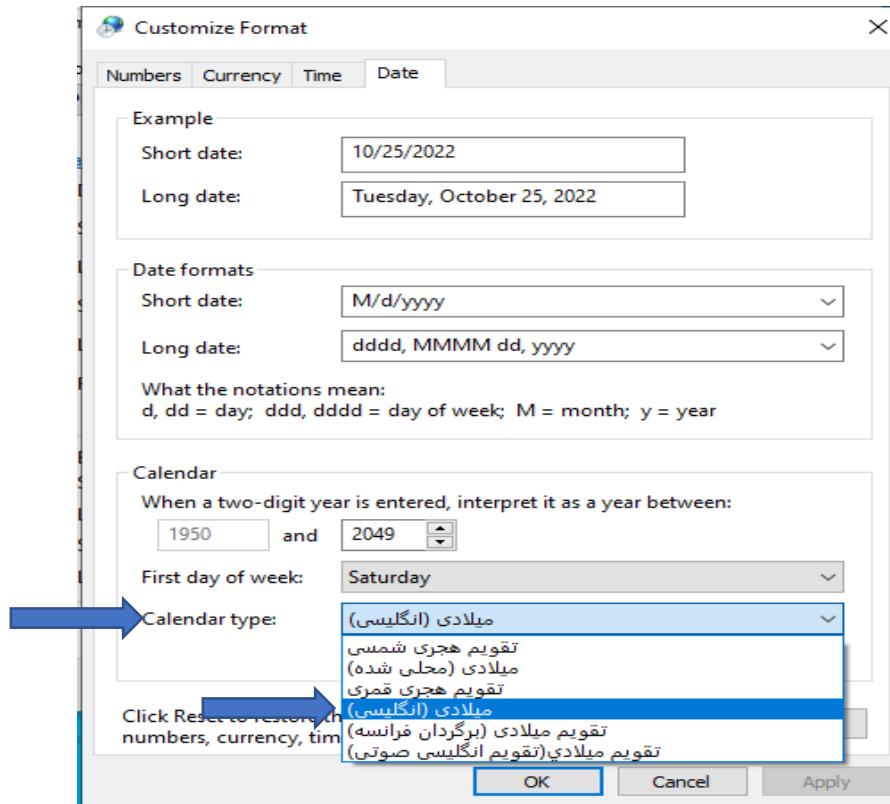 Customize Format
Numbers Currency Time Date
Example
Short date: 10/25/2022
Long date: Tuesday, October 25, 2022
Date formats
Short date: M/d/yyyy
Long date: dddd, MMMM dd, yyyy
What the notations mean:
d, dd = day; ddd, dddd = day of week; M = month; y = year
Calendar
When a two-digit year is entered, interpret it as a year between:
1950 and 2049
First day of week: Saturday
Calendar type: میلادی (انگلیسی)
تقویم هجری شمسی
میلادی (محلی شده)
تقویم هجری قمری
میلادی (انگلیسی)
Click Reset to restore th
تقویم میلادی (برگردان فرانسه)
numbers, currency, tim
تقویم میلادي(تقویم انگلیسی صوتی)
OK Cancel Apply